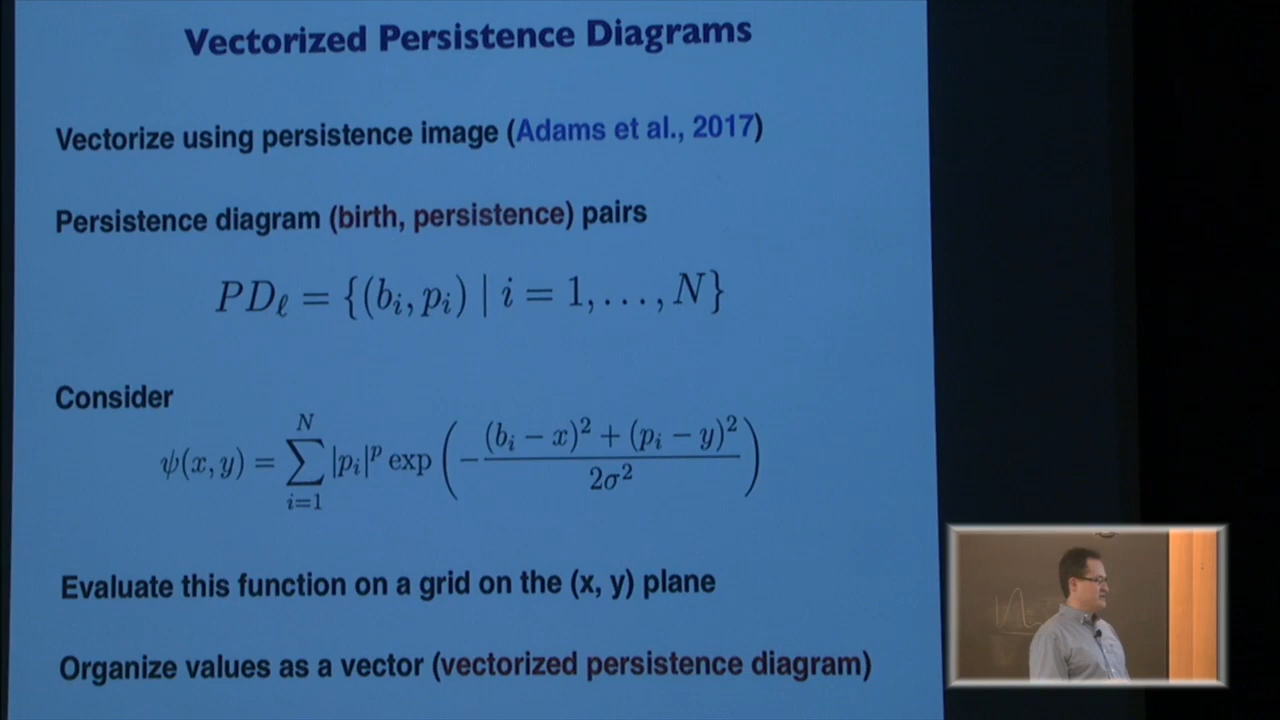 Vectorized Persistence Diagrams
Vectorize using persistence image (Adams et al., 2017)
Persistence diagram (birth, persistence) pairs
PD_ℓ = {(b_i, p_i) | i = 1, . . . , N}
Consider
ψ(x, y) = ∑_{i=1}^{N} |p_i|^p exp ( − \frac{(b_i − x)^2 + (p_i − y)^2}{2σ^2} )
Evaluate this function on a grid on the (x, y) plane
Organize values as a vector (vectorized persistence diagram)